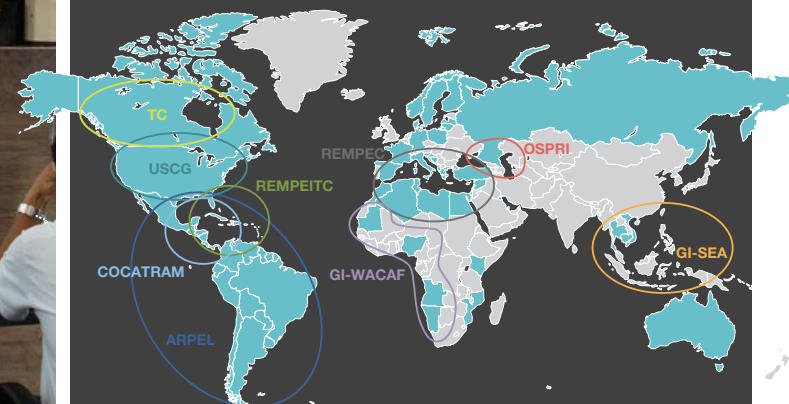 TC
OSPRI
REMPEC
USCG
REMPEITC
GI-SEA
COCATRAM
GI-WACAF
ARPEL